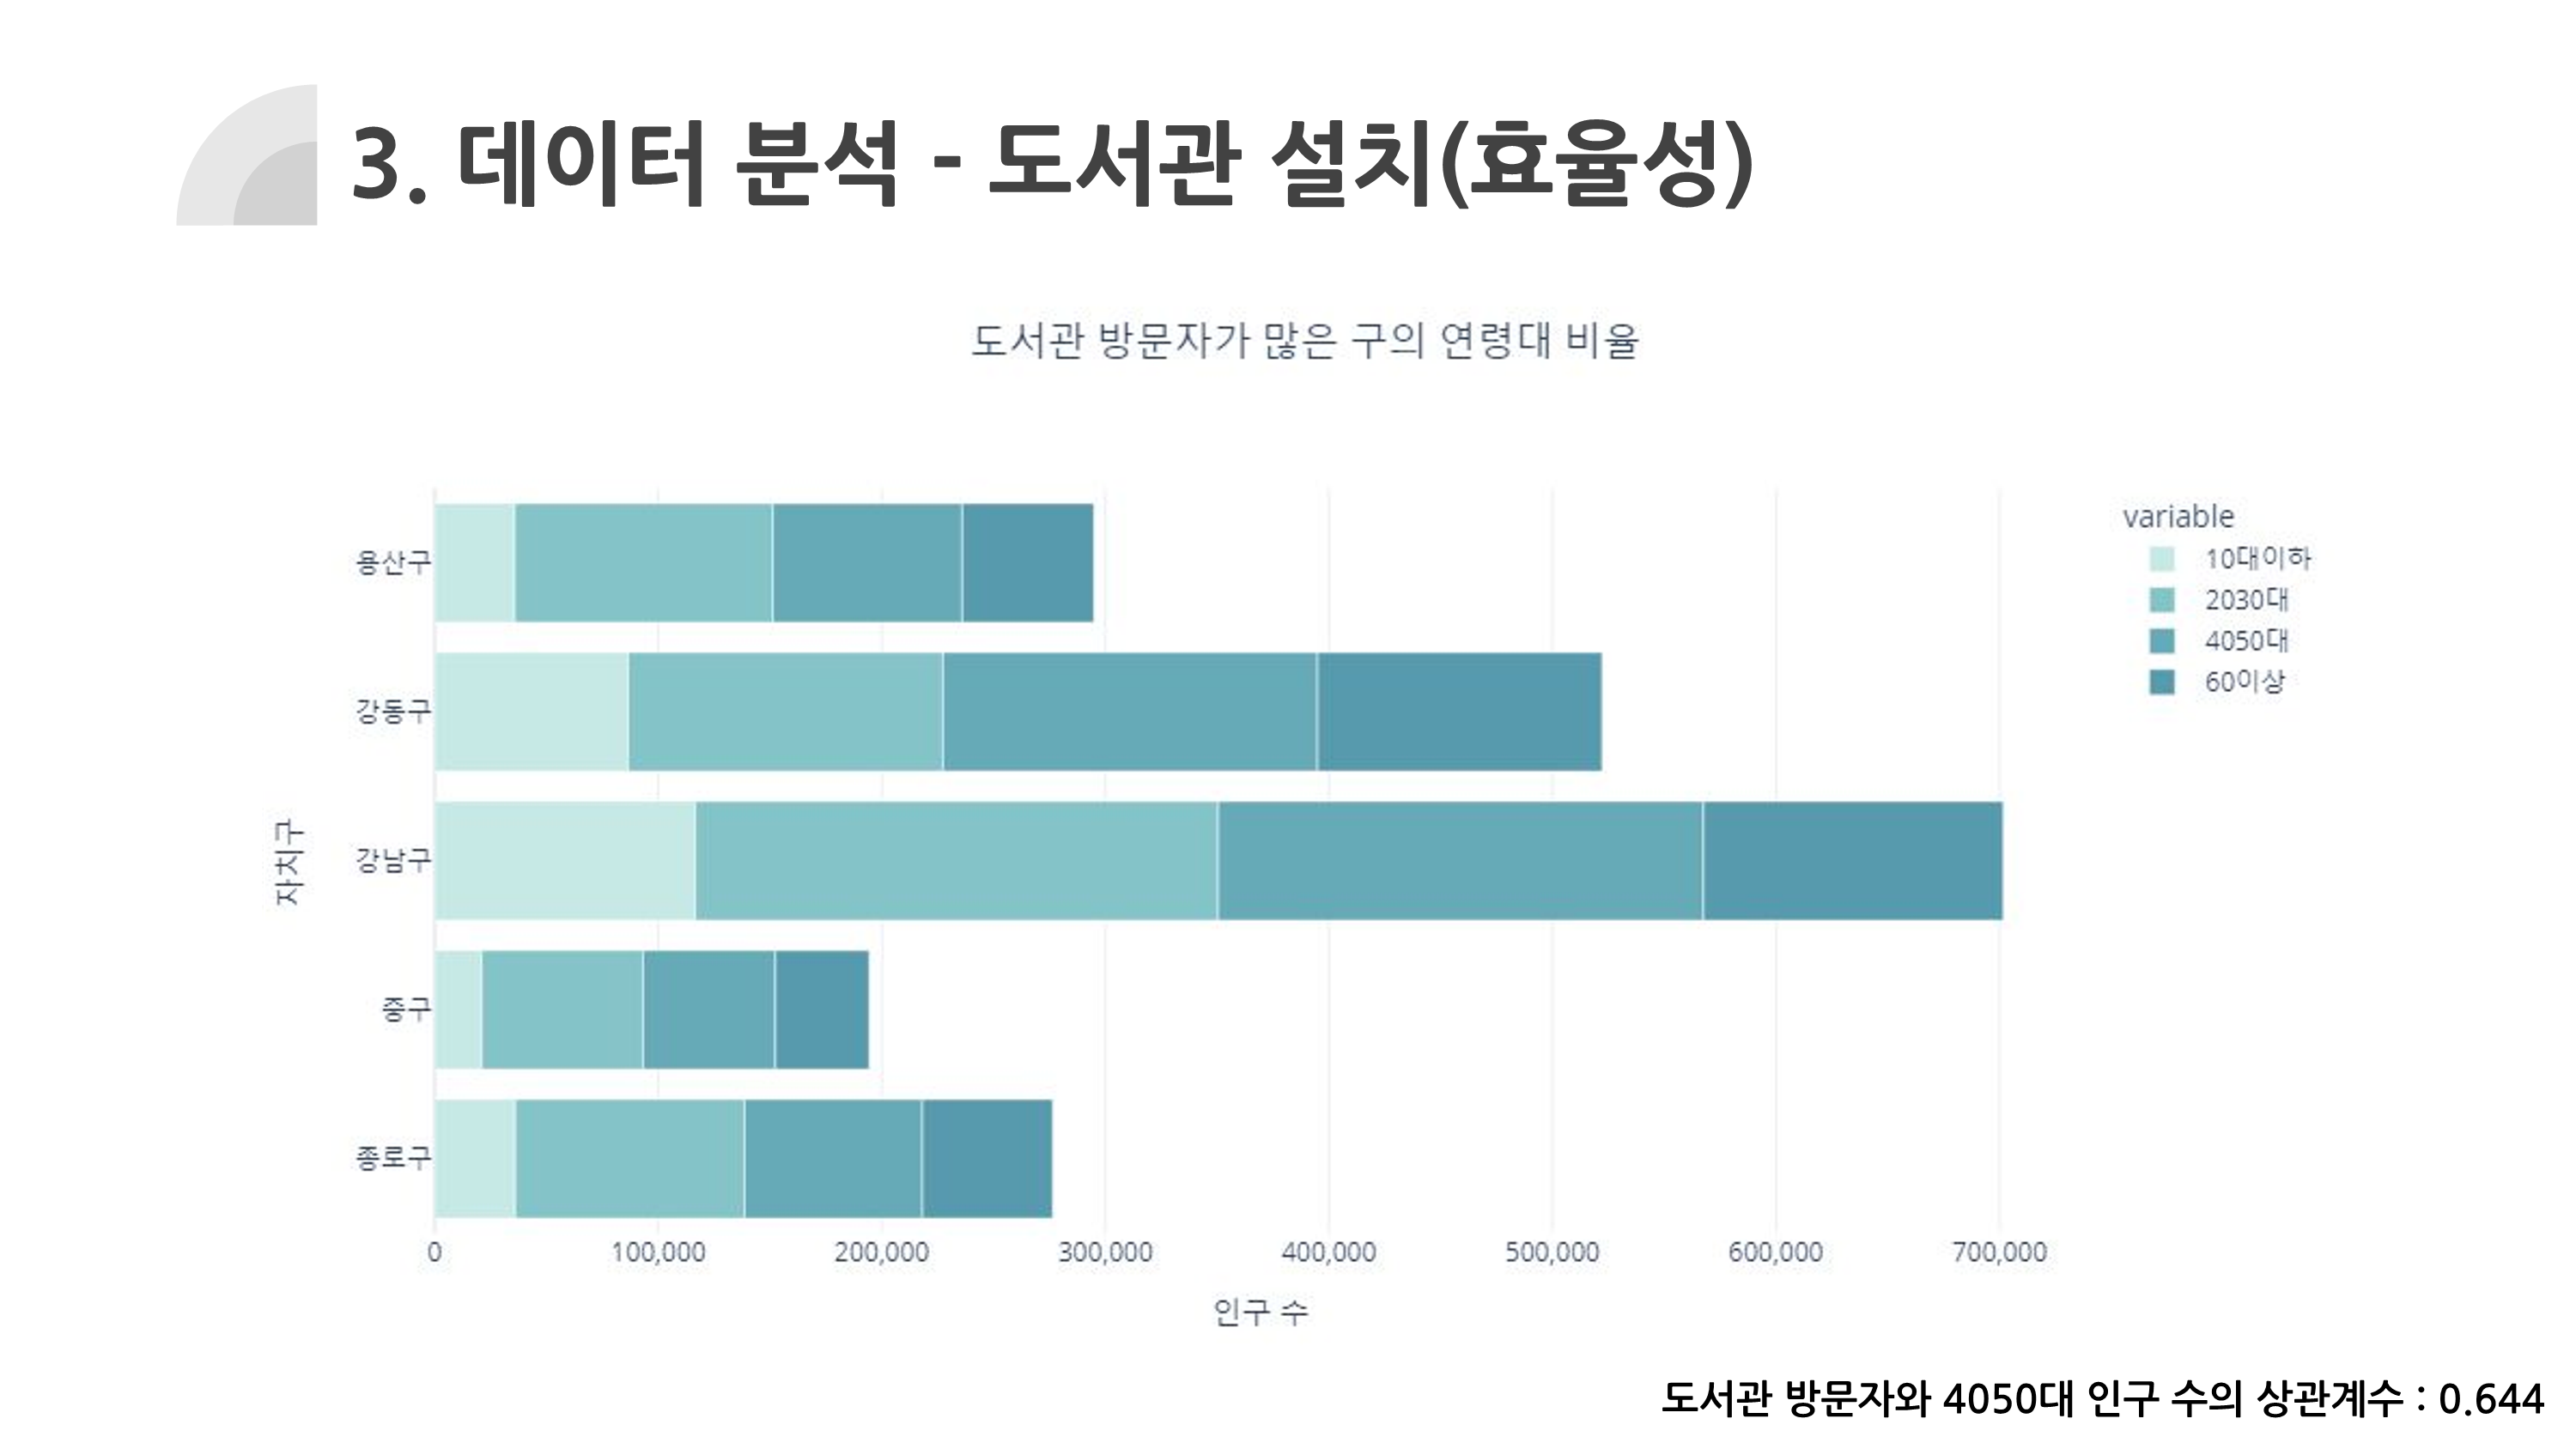 3. 데이터 분석 - 도서관 설치(효율성)
도서관 방문자가 많은 구의 연령대 비율
variable
10대이하
2030대
4050대
60이상
자치구
용산구
강동구
강남구
중구
종로구
0 100,000 200,000 300,000 400,000 500,000 600,000 700,000
인구 수
도서관 방문자와 4050대 인구 수의 상관계수 : 0.644